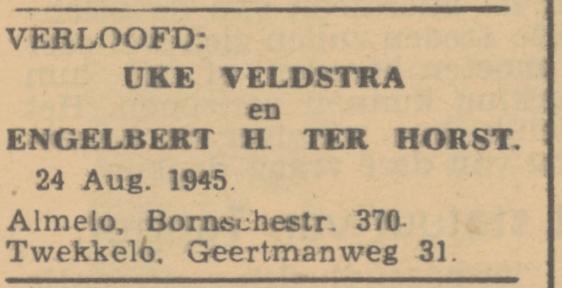 VERLOOFD:
UKE VELDSTRA
en
ENGELBERT H. TER HORST.
24 Aug. 1945.
Almelo, Bornschestr. 370.
Twekkelo, Geertmanweg 31.